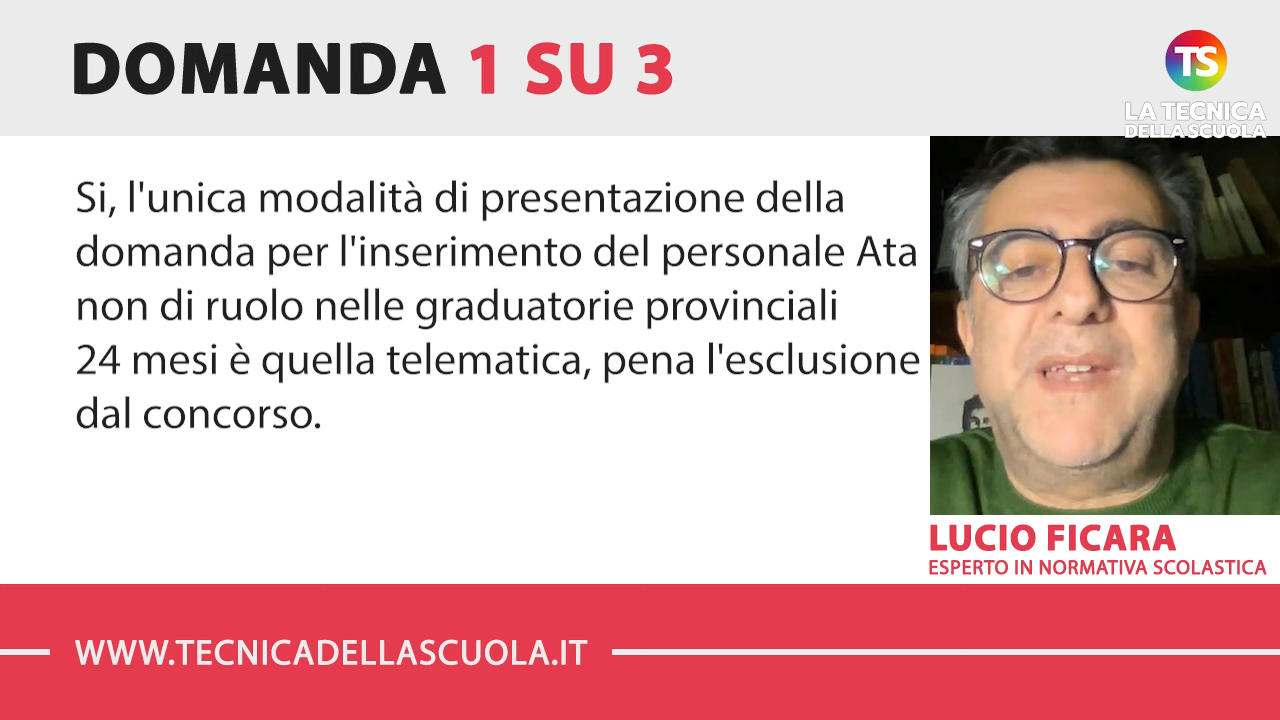 DOMANDA 1 SU 3
TS
LA TECNICA
DELLA SCUOLA
Si, l'unica modalità di presentazione della
domanda per l'inserimento del personale Ata
non di ruolo nelle graduatorie provinciali
24 mesi è quella telematica, pena l'esclusione
dal concorso.
LUCIO FICARA
ESPERTO IN NORMATIVA SCOLASTICA
WWW.TECNICADELLASCUOLA.IT